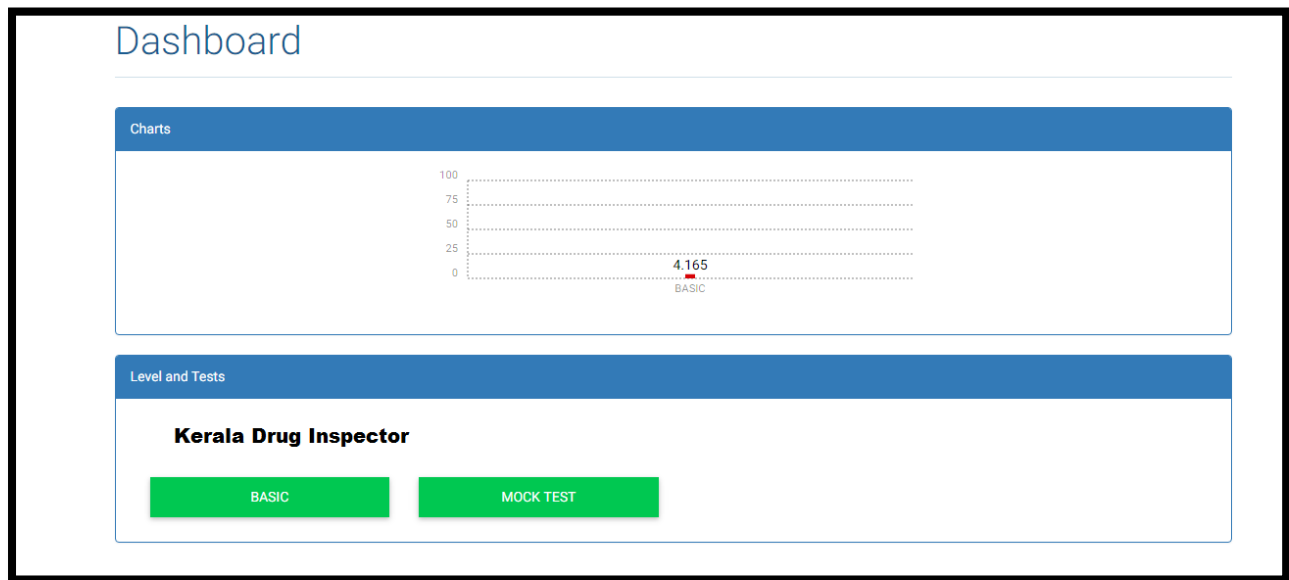 Dashboard
Charts
100
75
50
25
0
4.165
BASIC
Level and Tests
Kerala Drug Inspector
BASIC MOCK TEST